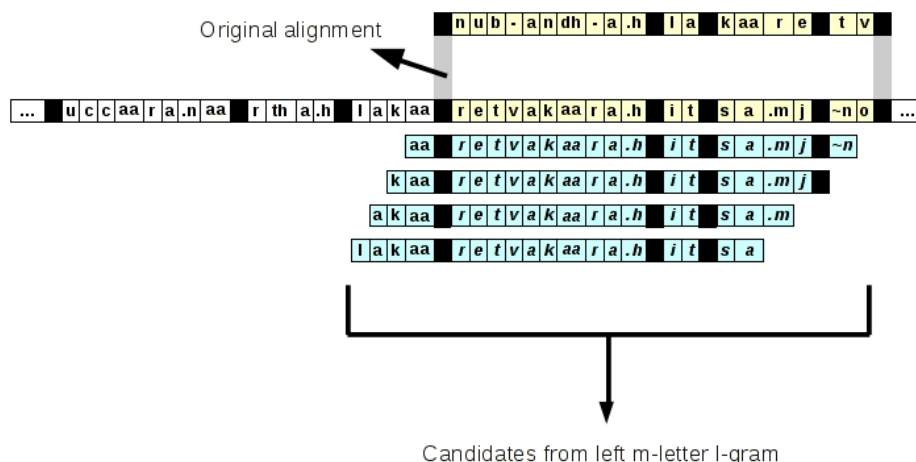 Original alignment
nub-andh-a.h la kaare tv
... uccaara.naa rtha.h lakaa retvakaara.h it sa.mj ~no ...
aa retvakaara.h it sa.mj ~n
kaa retvakaara.h it sa.mj
akaa retvakaara.h it sa.m
lakaa retvakaara.h it sa
Candidates from left m-letter l-gram